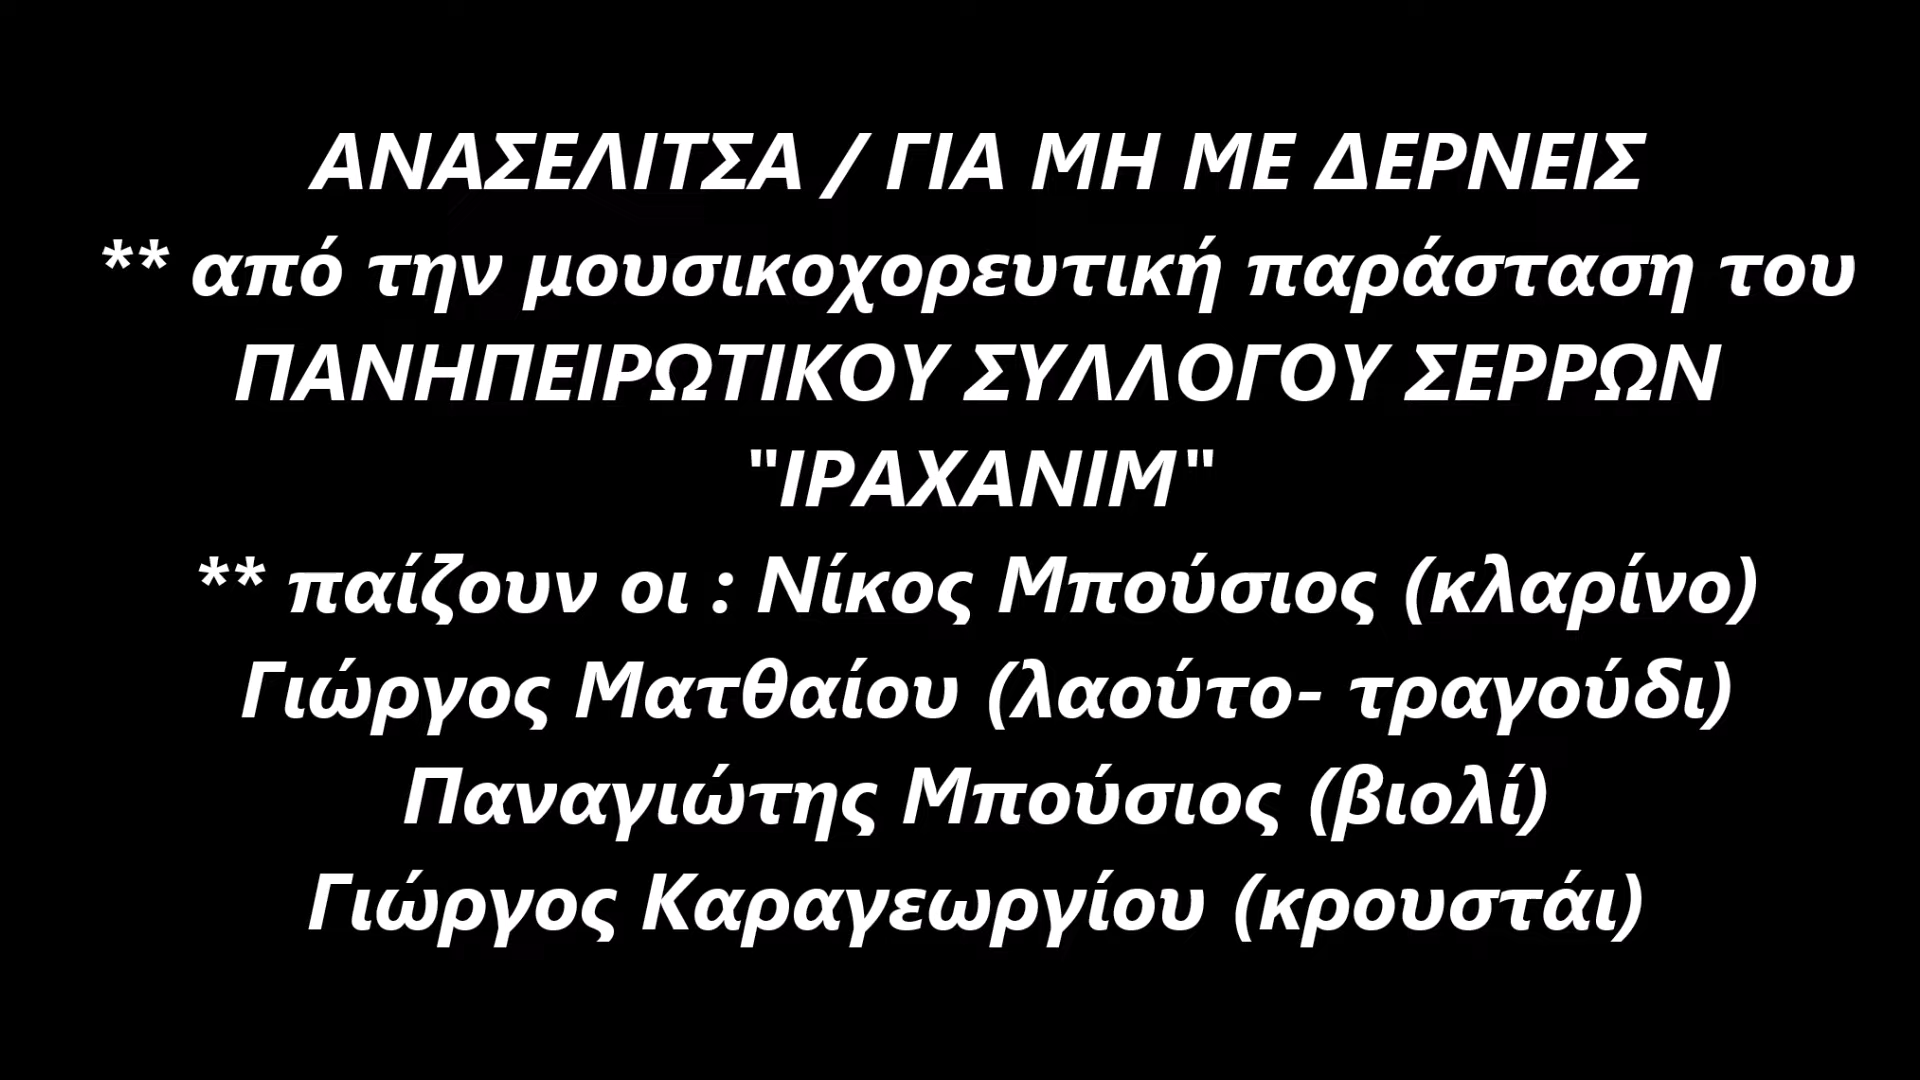 ΑΝΑΣΕΛΙΤΣΑ / ΓΙΑ ΜΗ ΜΕ ΔΕΡΝΕΙΣ
** από την μουσικοχορευτική παράσταση του
ΠΑΝΗΠΕΙΡΩΤΙΚΟΥ ΣΥΛΛΟΓΟΥ ΣΕΡΡΩΝ
"ΙΡΑΧΑΝΙΜ"
** παίζουν οι : Νίκος Μπούσιος (κλαρίνο)
Γιώργος Ματθαίου (λαούτο- τραγούδι)
Παναγιώτης Μπούσιος (βιολί)
Γιώργος Καραγεωργίου (κρουστάι)